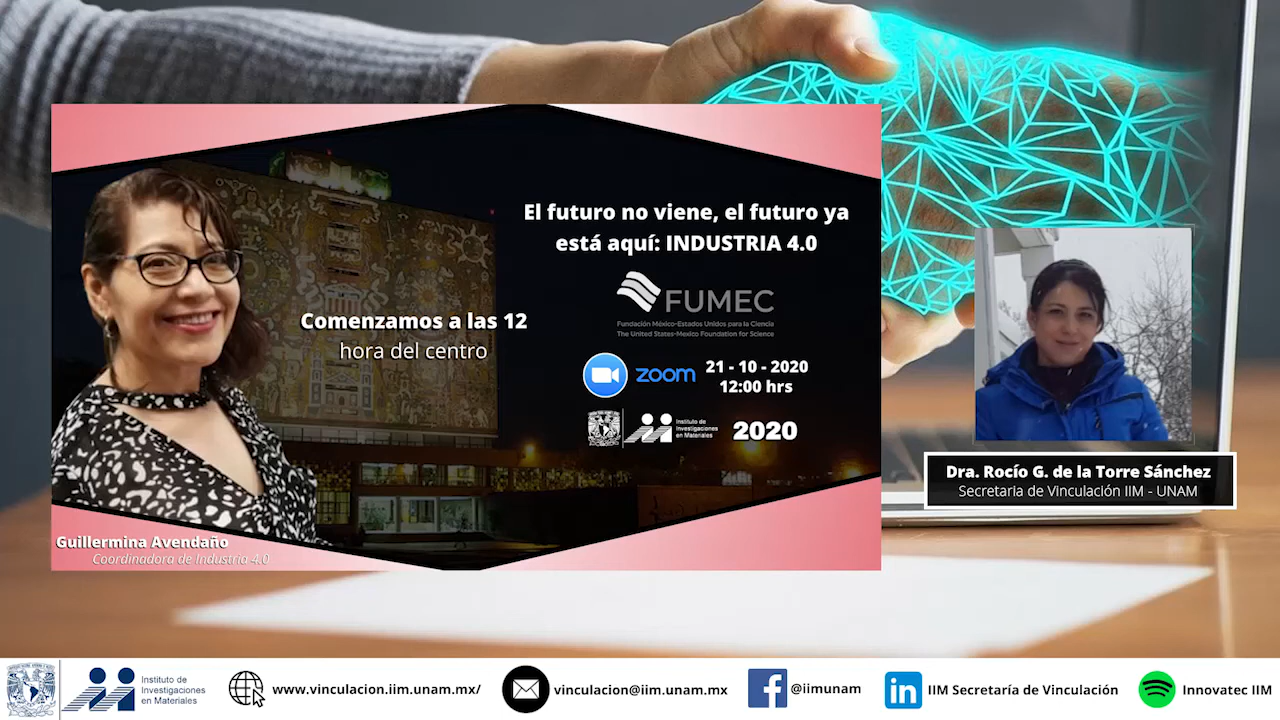 El futuro no viene, el futuro ya
está aquí: INDUSTRIA 4.0
FUMEC
Fundación México-Estados Unidos para la Ciencia
The United States-Mexico Foundation for Science
Comenzamos a las 12
hora del centro
zoom
21 - 10 - 2020
12:00 hrs
Instituto de
Investigaciones
en Materiales
2020
Guillermina Avendaño
Coordinadora de Industria 4.0
Dra. Rocío G. de la Torre Sánchez
Secretaria de Vinculación IIM - UNAM
Instituto de
Investigaciones
en Materiales
www.vinculacion.iim.unam.mx/
vinculacion@iim.unam.mx
@iimunam
in
IIM Secretaría de Vinculación
Innovatec IIM